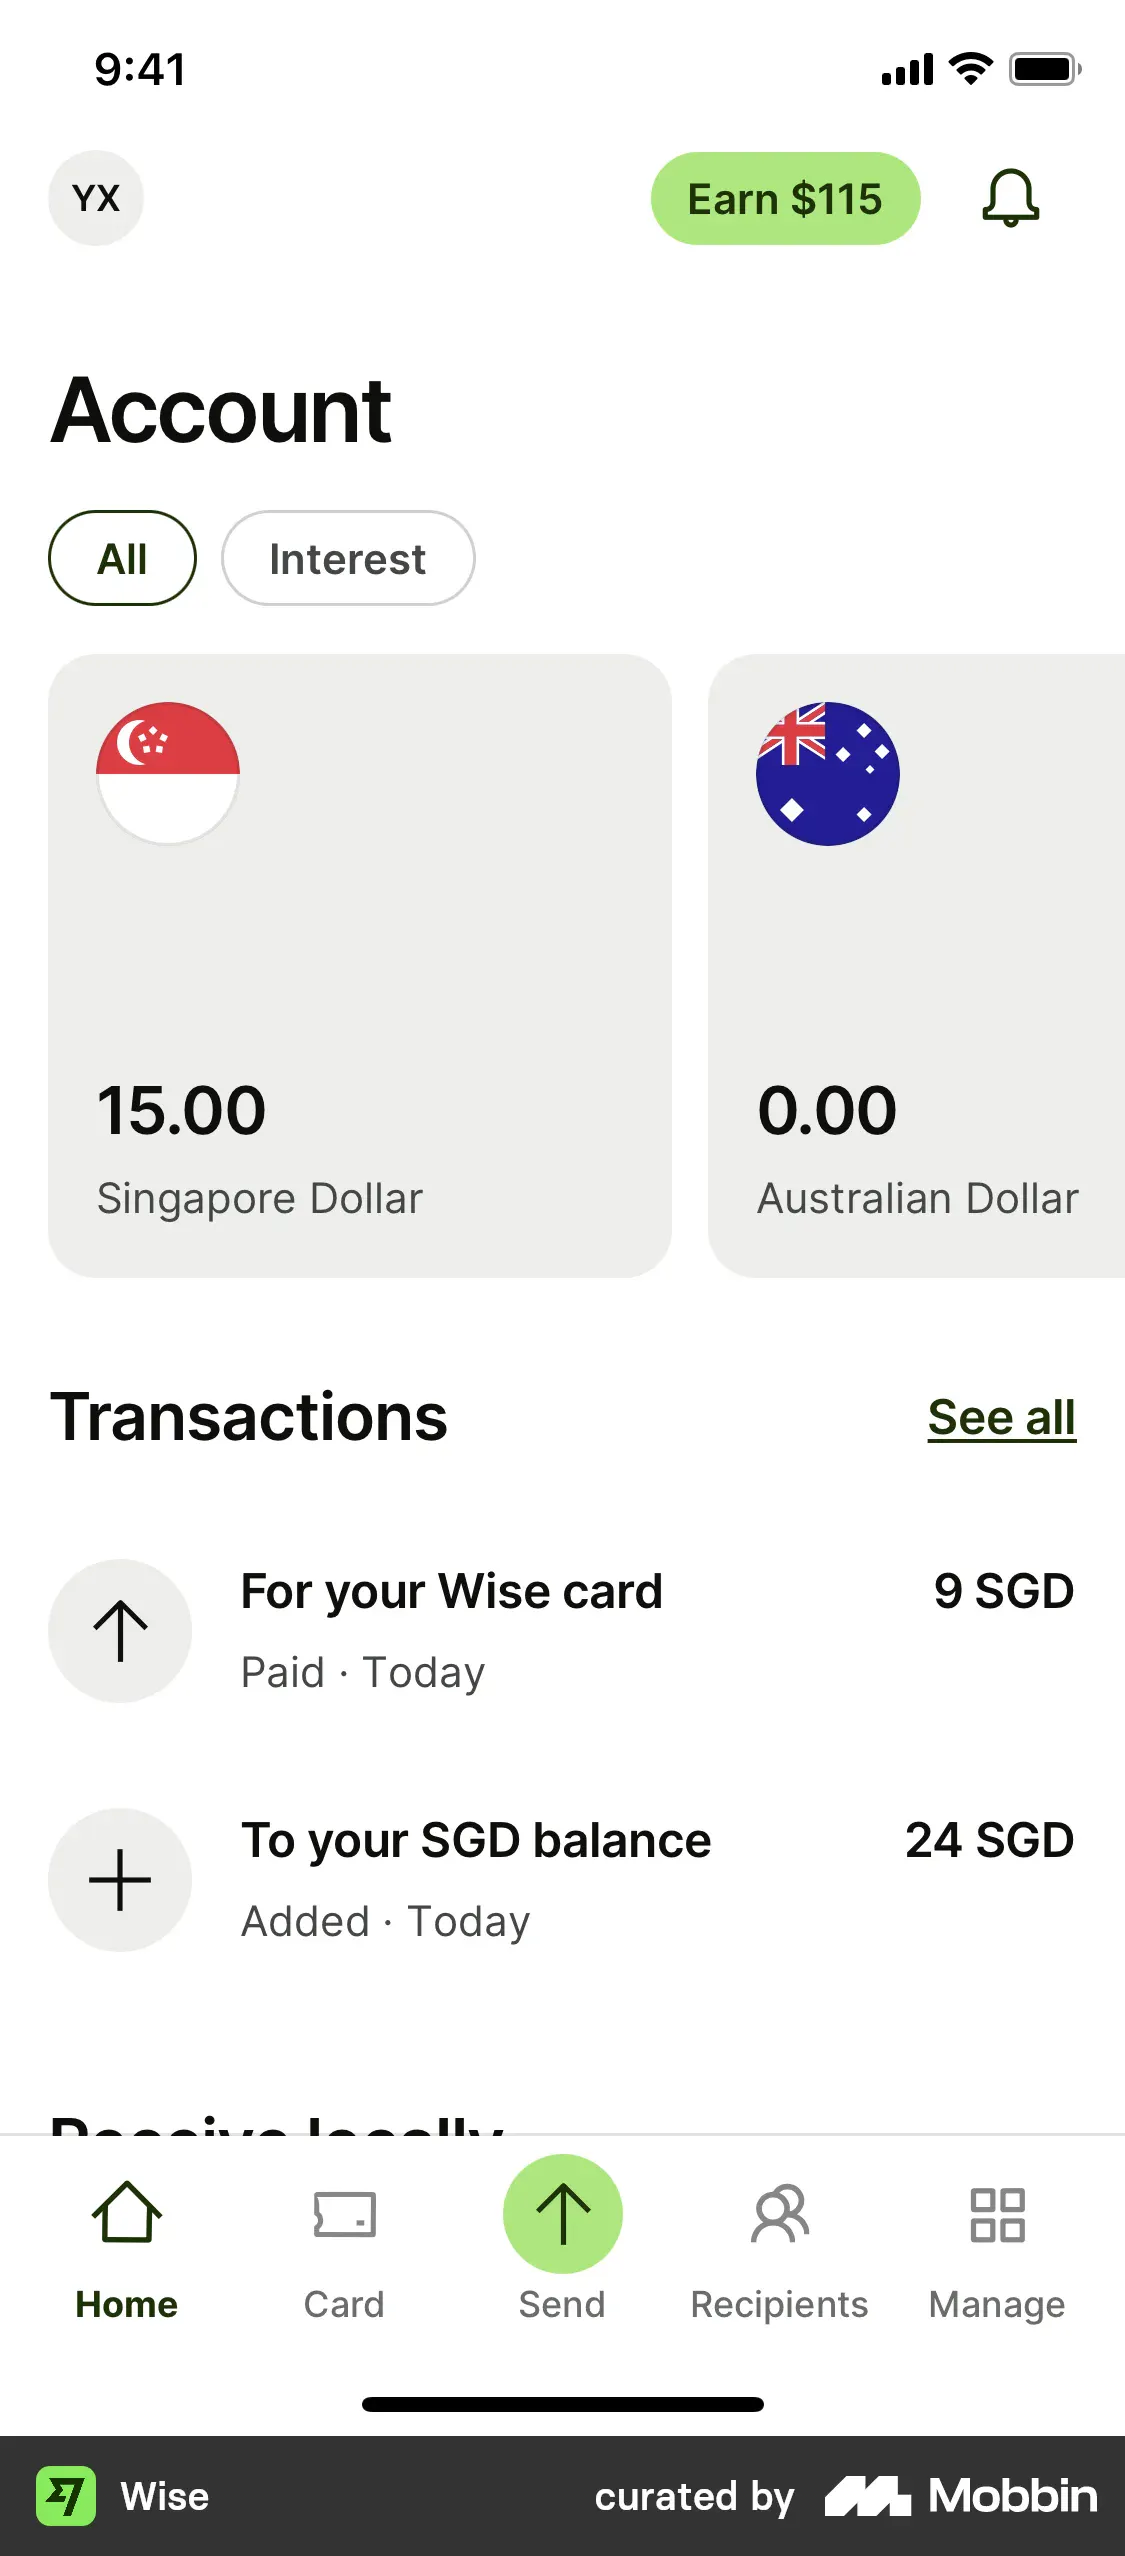 9:41
YX
Earn $115
Account
All
Interest
15.00
Singapore Dollar
0.00
Australian Dollar
Transactions
See all
For your Wise card
9 SGD
Paid · Today
To your SGD balance
24 SGD
Added · Today
Receive locally
Home
Card
Send
Recipients
Manage
Wise
curated by Mobbin